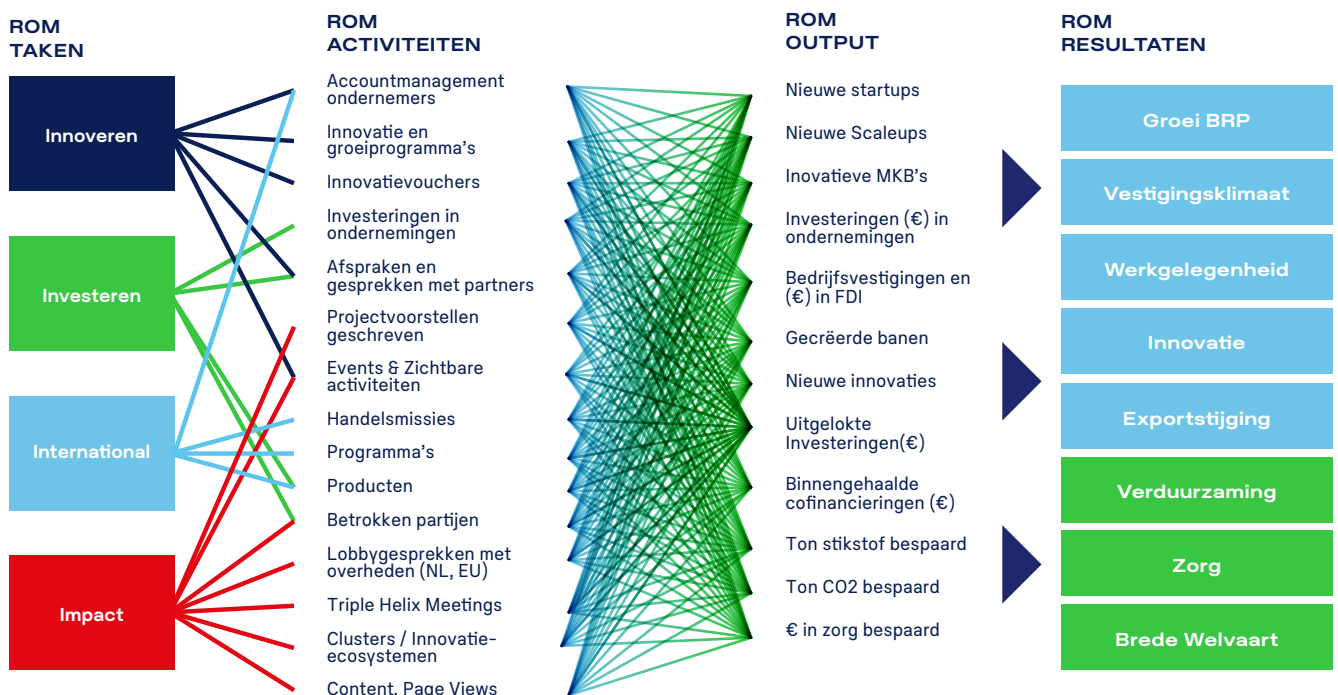 ROM
TAKEN
Innoveren
Investeren
International
Impact
ROM
ACTIVITEITEN
Accountmanagement
ondernemers
Innovatie en
groeiprogramma's
Innovatievouchers
Investeringen in
ondernemingen
Afspraken en
gesprekken met partners
Projectvoorstellen
geschreven
Events & Zichtbare
activiteiten
Handelsmissies
Programma's
Producten
Betrokken partijen
Lobbygesprekken met
overheden (NL, EU)
Triple Helix Meetings
Clusters / Innovatie-
ecosystemen
Content, Page Views
ROM
OUTPUT
Nieuwe startups
Nieuwe Scaleups
Inovatieve MKB's
Investeringen (€) in
ondernemingen
Bedrijfsvestigingen en
(€) in FDI
Gecrëerde banen
Nieuwe innovaties
Uitgelokte
Investeringen(€)
Binnengehaalde
cofinancieringen (€)
Ton stikstof bespaard
Ton CO2 bespaard
€ in zorg bespaard
ROM
RESULTATEN
Groei BRP
Vestigingsklimaat
Werkgelegenheid
Innovatie
Exportstijging
Verduurzaming
Zorg
Brede Welvaart